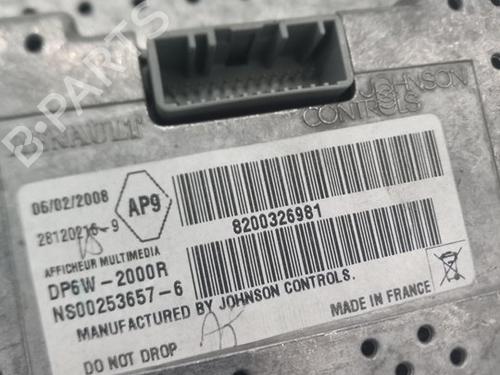 B-PARTS
RENAULT
JOHNSON
CONTROLS
06/02/2008
AP9
28120216-9
AFFICHEUR MULTIMEDIA
DP6W-2000R
NS00253657-6
8200326981
MANUFACTURED BY JOHNSON CONTROLS.
MADE IN FRANCE
DO NOT DROP